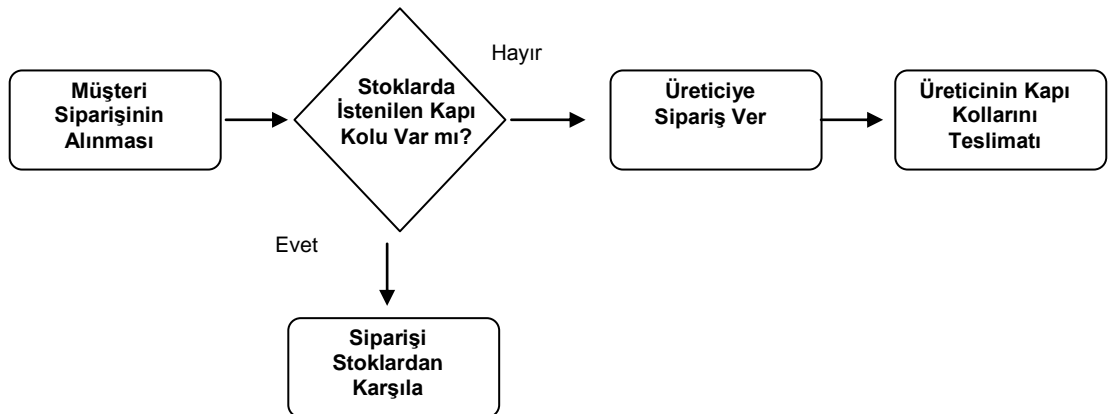 Müşteri
Siparişinin
Alınması
Stoklarda
İstenilen Kapı
Kolu Var mı?
Hayır
Üreticiye
Sipariş Ver
Üreticinin Kapı
Kollarını
Teslimatı
Evet
Siparişi
Stoklardan
Karşıla